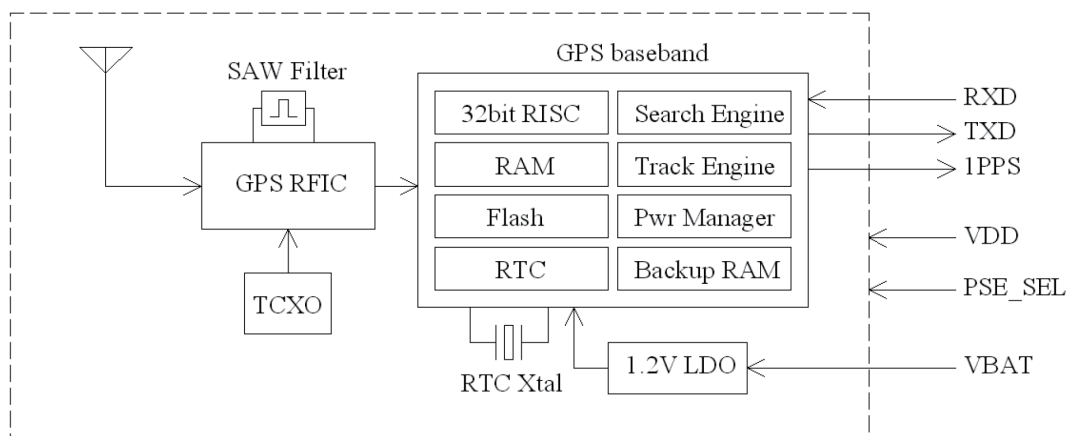 GPS baseband
SAW Filter
32bit RISC
Search Engine
RXD
TXD
RAM
Track Engine
1PPS
GPS RFIC
Flash
Pwr Manager
VDD
RTC
Backup RAM
PSE_SEL
TCXO
1.2V LDO
VBAT
RTC Xtal